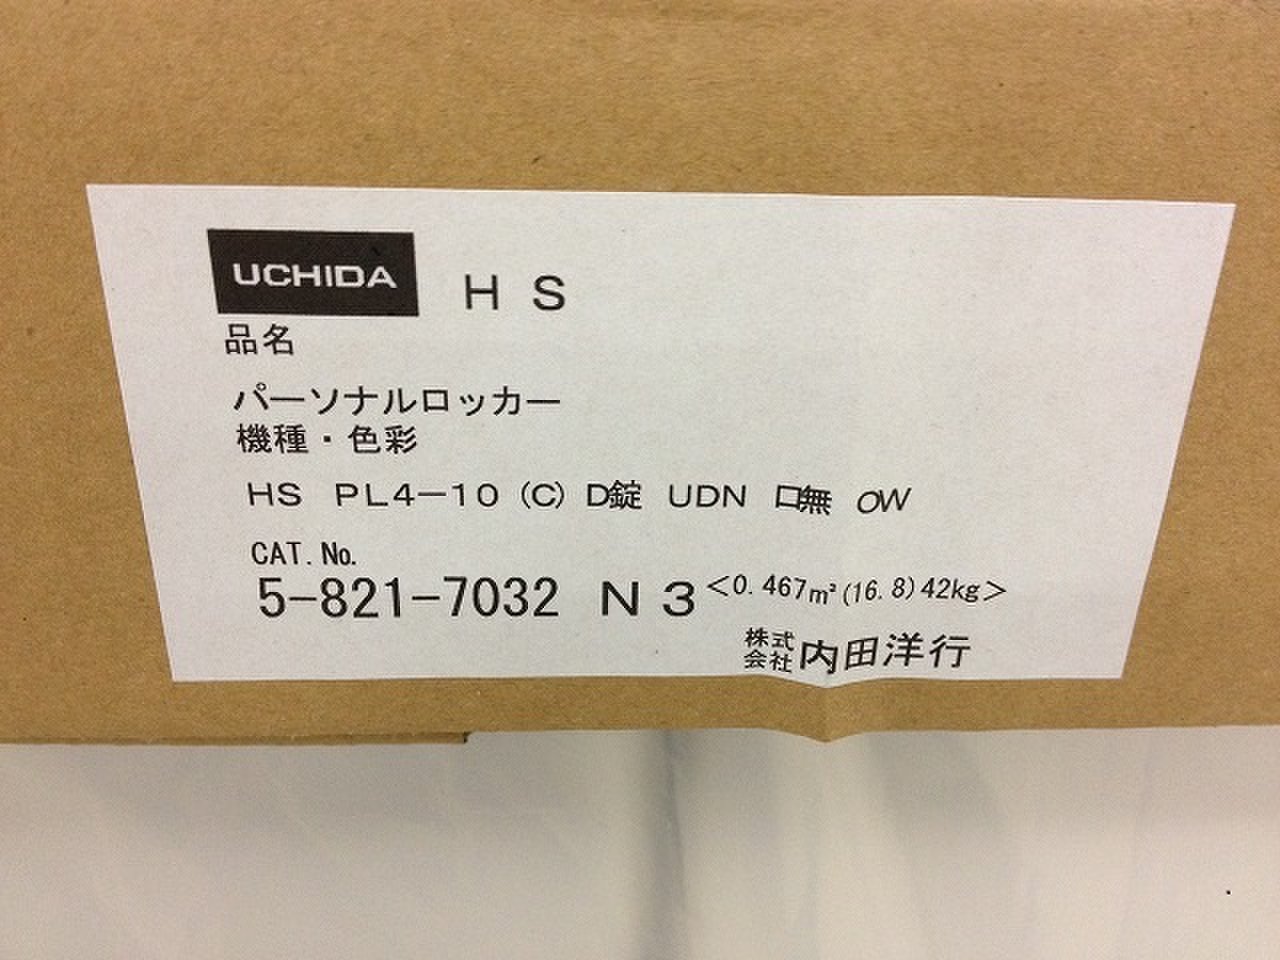 UCHIDA HS
品名
パーソナルロッカー
機種・色彩
HS PL4-10 (C) D錠 UDN 口無 OW
CAT. No.
5-821-7032 N3 <0.467m² (16.8) 42kg>
株式会社 内田洋行